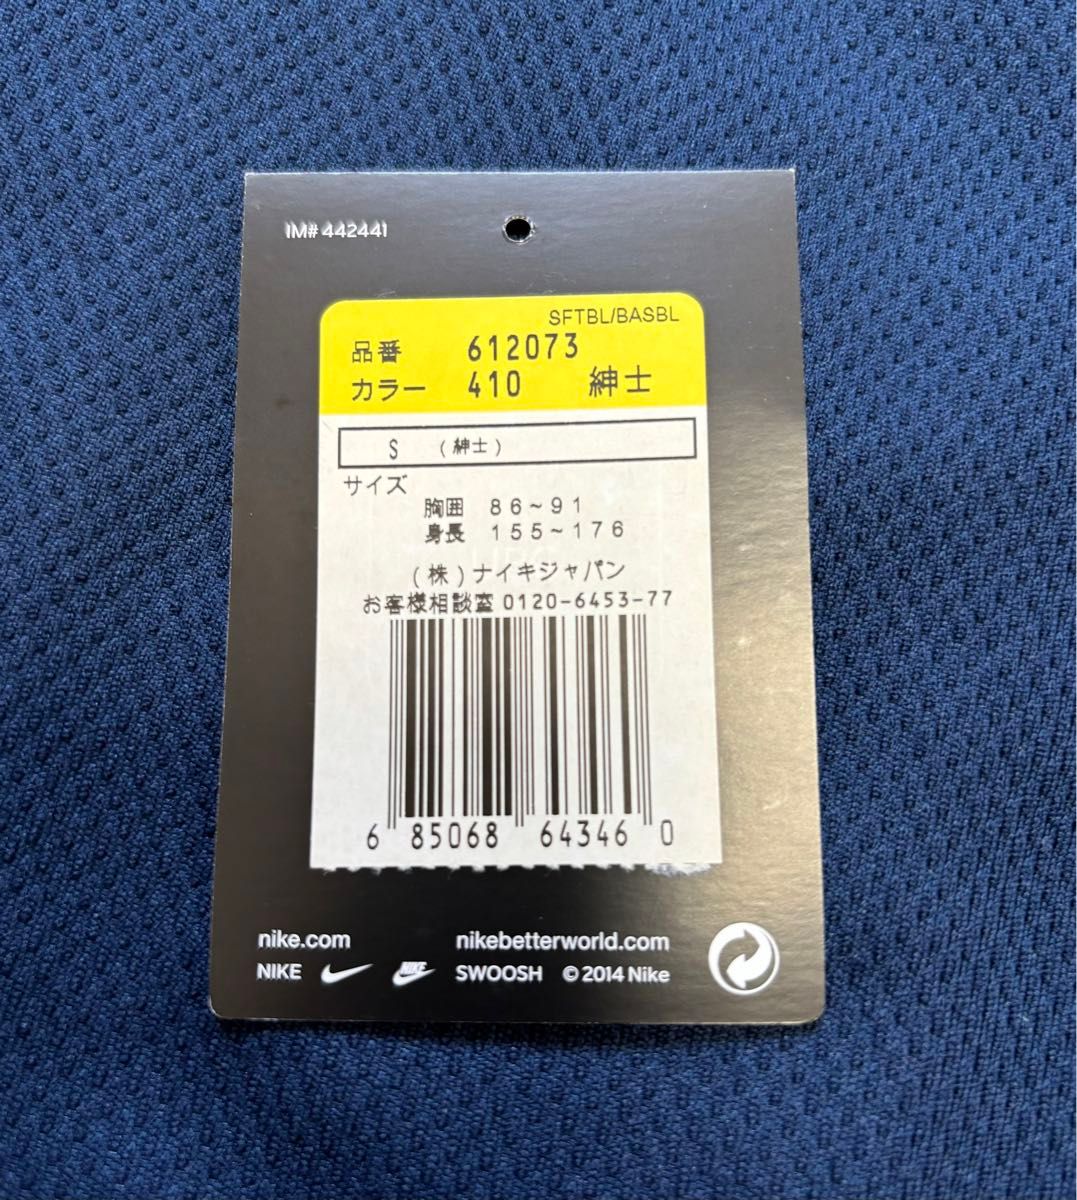 IM# 442441
SFTBL/BASBL
品番 612073
カラー 410 紳士
S (紳士)
サイズ
胸囲 86~91
身長 155~176
(株)ナイキジャパン
お客様相談室 0120-6453-77
6 85068 64346 0
nike.com nikebetterworld.com
NIKE NIKE SWOOSH © 2014 Nike